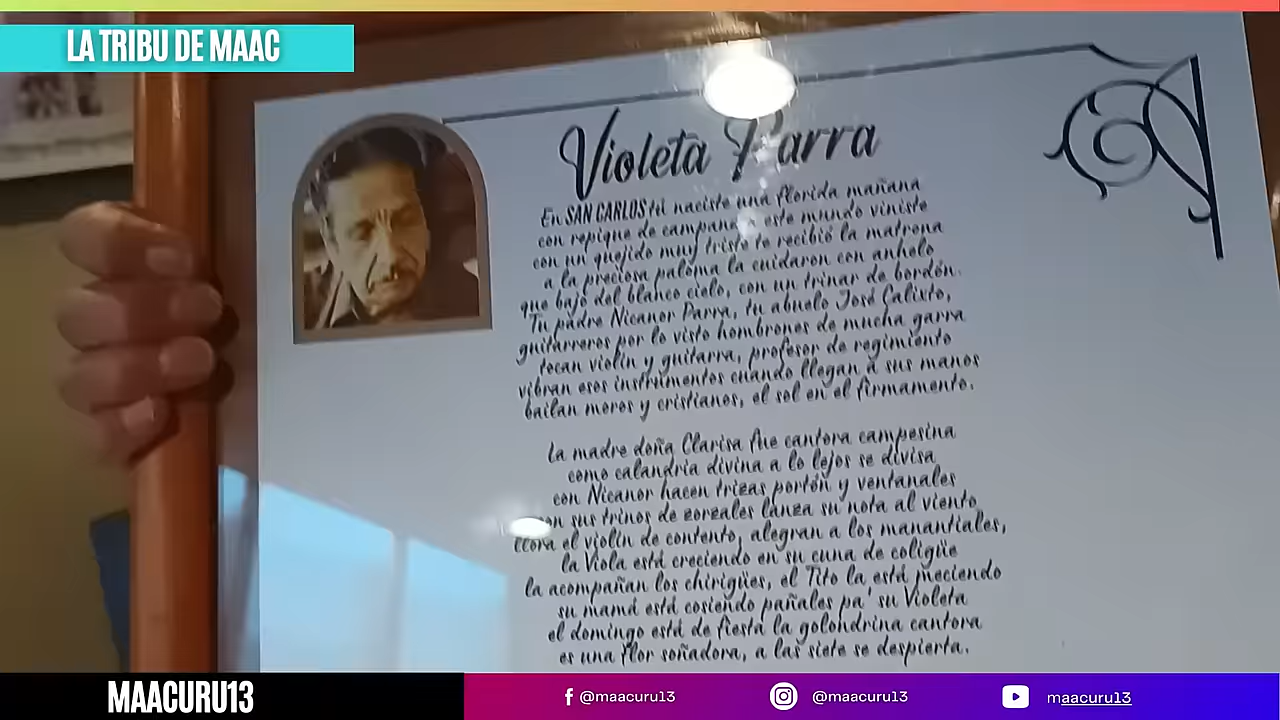 LA TRIBU DE MAAC
Violeta Parra
En SAN CARLOS tú naciste una florida mañana
con repique de campanas a este mundo viniste
con un quejido muy triste te recibió la matrona
a la preciosa paloma la cuidaron con anhelo
que bajó del blanco cielo, con un trinar de bordón.
Tu padre Nicanor Parra, tu abuelo José Calixto,
guitarreros por lo visto hombrones de mucha garra
tocan violín y guitarra, profesor de regimiento
vibran esos instrumentos cuando llegan a sus manos
bailan moros y cristianos, el sol en el firmamento.
La madre doña Clarisa fue cantora campesina
como calandria divina a lo lejos se divisa
con Nicanor hacen trizas portón y ventanales
con sus trinos de zorzales lanza su nota al viento
llora el violín de contento, alegran a los manantiales,
la Viola está creciendo en su cuna de coligüe
la acompañan los chirigües, el Tito la está meciendo
su mamá está cosiendo pañales pa' su Violeta
el domingo está de fiesta la golondrina cantora
es una flor soñadora, a las siete se despierta.
MAACURU13
@maacuru13
@maacuru13
maacuru13